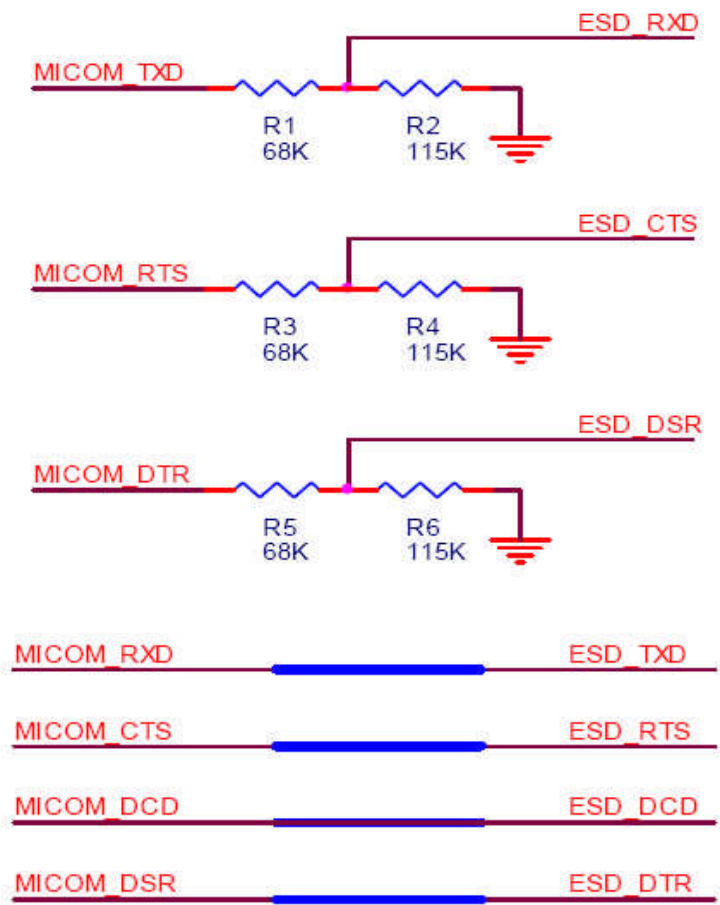 ESD_RXD
MICOM_TXD
R1 R2
68K 115K
ESD_CTS
MICOM_RTS
R3 R4
68K 115K
ESD_DSR
MICOM_DTR
R5 R6
68K 115K
MICOM_RXD ESD_TXD
MICOM_CTS ESD_RTS
MICOM_DCD ESD_DCD
MICOM_DSR ESD_DTR